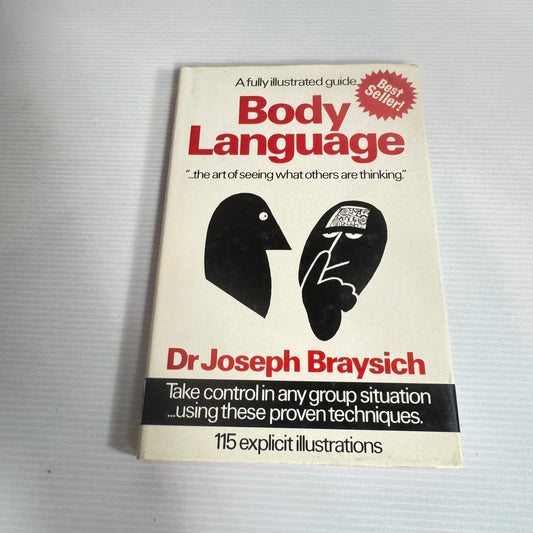 A fully illustrated guide
Best
Seller!
Body
Language
"...the art of seeing what others are thinking."
Dr Joseph Braysich
Take control in any group situation
...using these proven techniques.
115 explicit illustrations